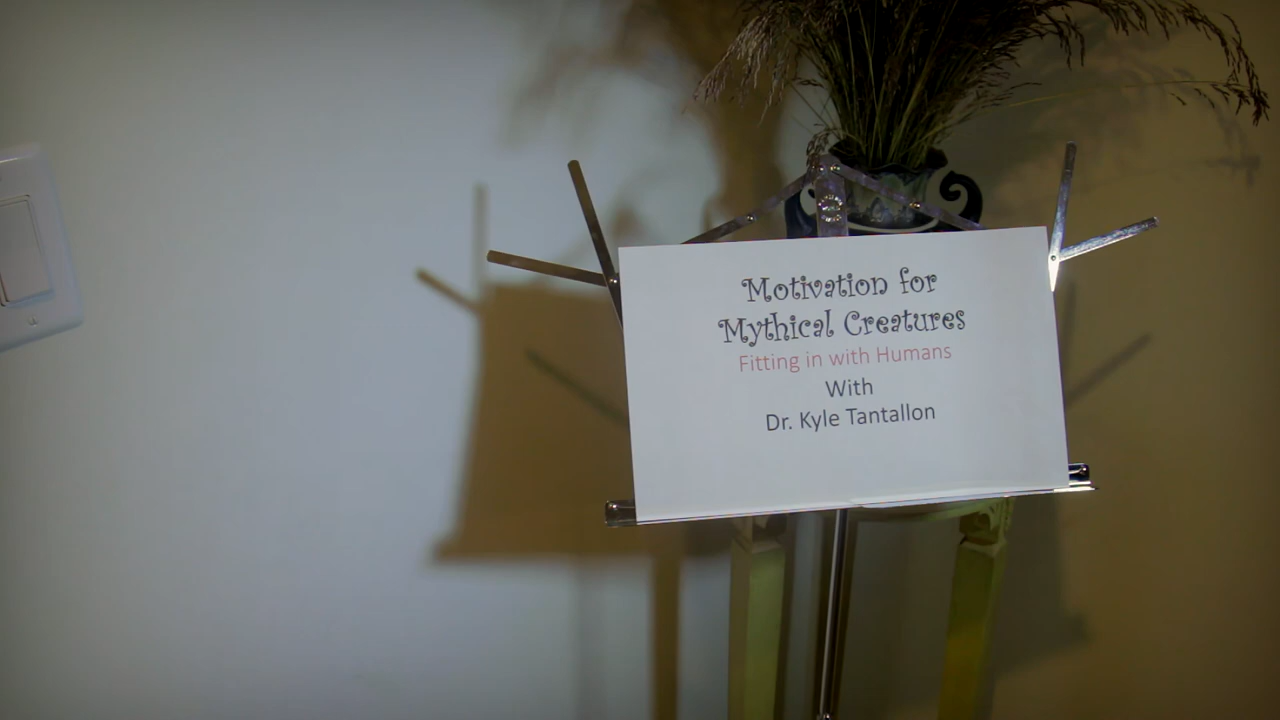 Motivation for
Mythical Creatures
Fitting in with Humans
With
Dr. Kyle Tantallon